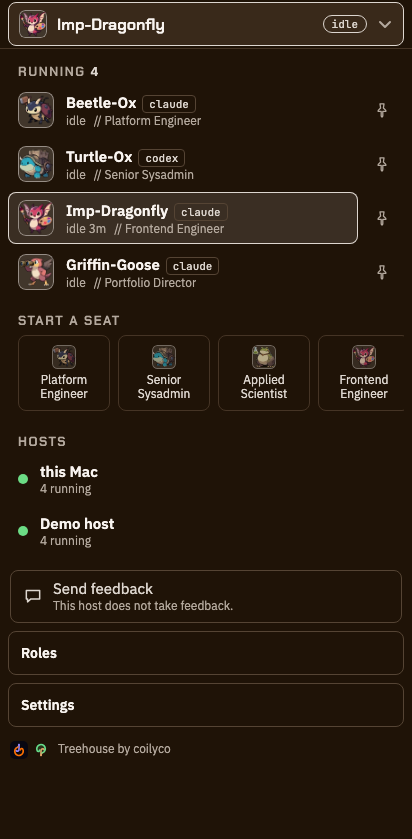 Imp-Dragonfly idle
RUNNING 4
Beetle-Ox claude
idle // Platform Engineer
Turtle-Ox codex
idle // Senior Sysadmin
Imp-Dragonfly claude
idle 3m // Frontend Engineer
Griffin-Goose claude
idle // Portfolio Director
START A SEAT
Platform
Engineer
Senior
Sysadmin
Applied
Scientist
Frontend
Engineer
HOSTS
this Mac
4 running
Demo host
4 running
Send feedback
This host does not take feedback.
Roles
Settings
Treehouse by coilyco